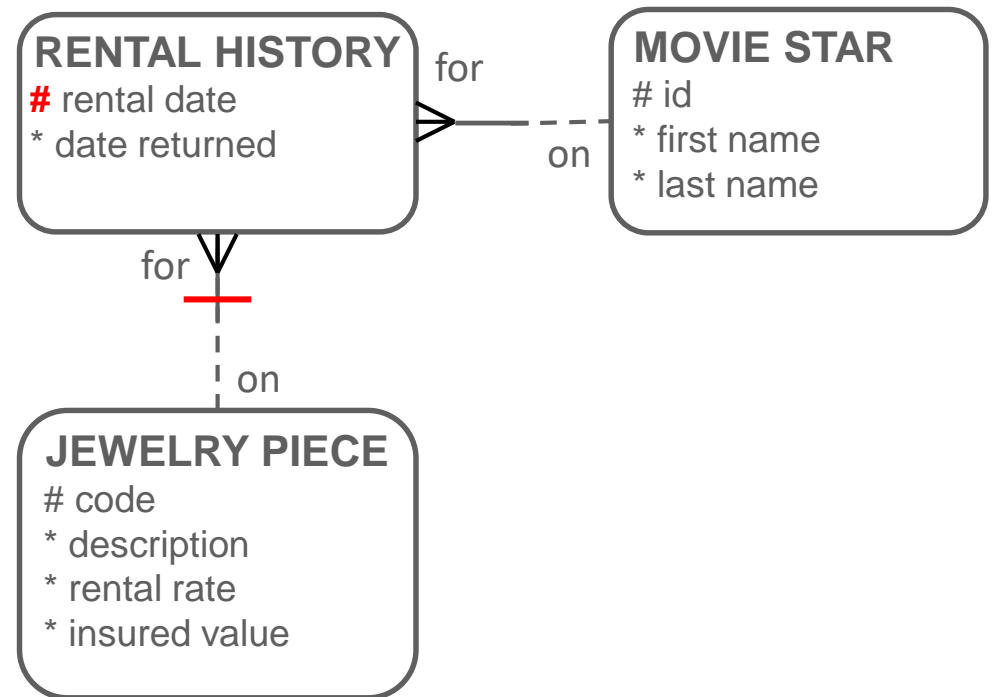 RENTAL HISTORY
# rental date
* date returned
for
on
MOVIE STAR
# id
* first name
* last name
for
on
JEWELRY PIECE
# code
* description
* rental rate
* insured value